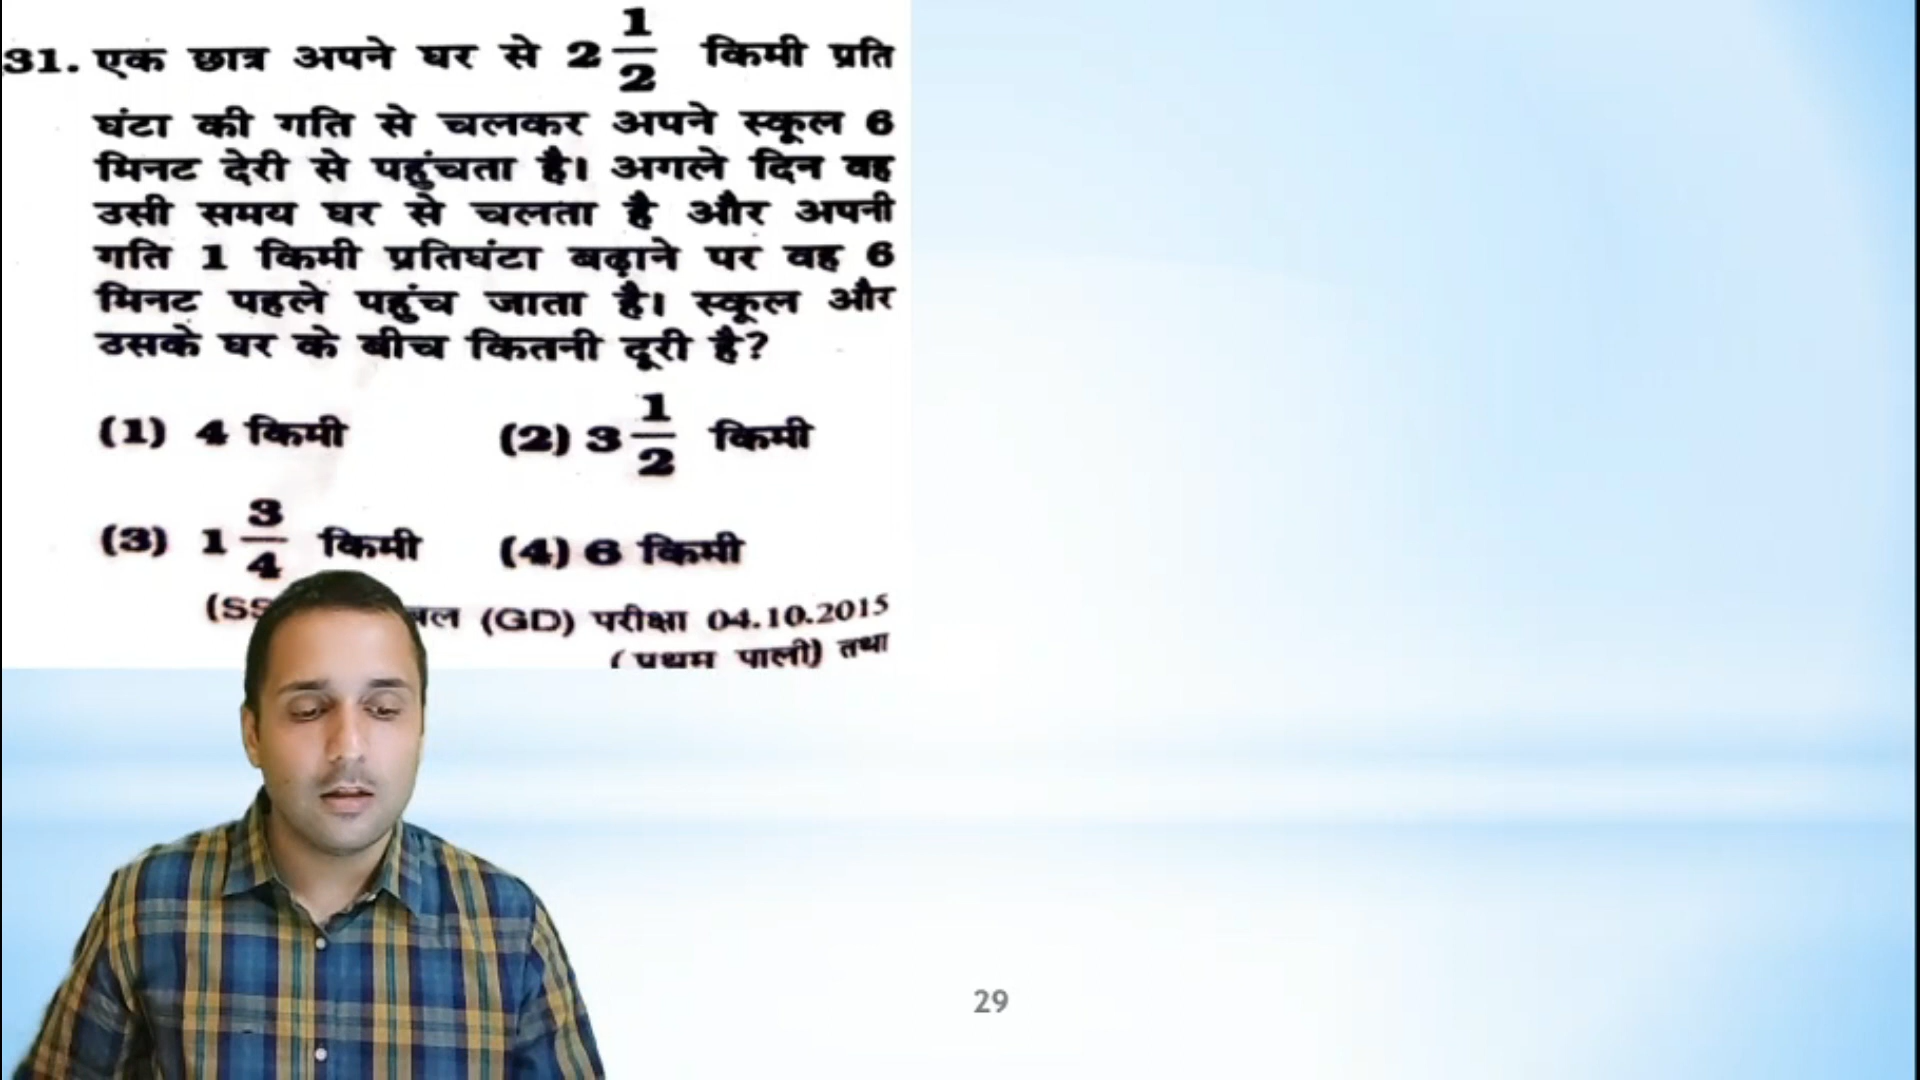 31. एक छात्र अपने घर से 2 1/2 किमी प्रति
घंटा की गति से चलकर अपने स्कूल 6
मिनट देरी से पहुंचता है। अगले दिन वह
उसी समय घर से चलता है और अपनी
गति 1 किमी प्रतिघंटा बढ़ाने पर वह 6
मिनट पहले पहुंच जाता है। स्कूल और
उसके घर के बीच कितनी दूरी है?
(1) 4 किमी (2) 3 1/2 किमी
(3) 1 3/4 किमी (4) 6 किमी
(GD) परीक्षा 04.10.2015
(प्रथम पाली) तथा
29